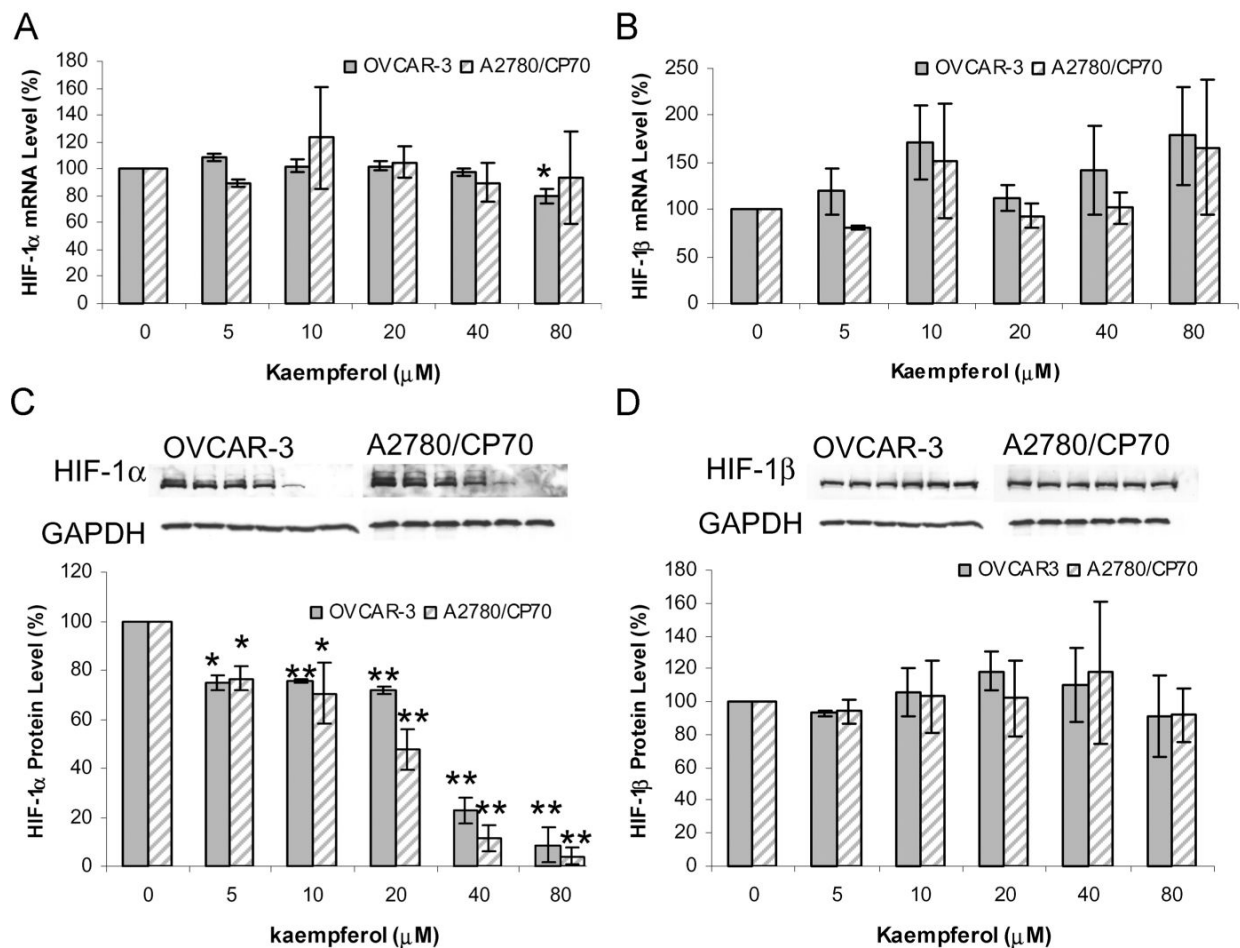 A
OVCAR-3 A2780/CP70
HIF-1α mRNA Level (%)
180
160
140
120
100
80
60
40
20
0
*
0 5 10 20 40 80
Kaempferol (μM)
B
OVCAR-3 A2780/CP70
HIF-1β mRNA Level (%)
250
200
150
100
50
0
0 5 10 20 40 80
Kaempferol (μM)
C
OVCAR-3 A2780/CP70
HIF-1α
GAPDH
OVCAR-3 A2780/CP70
HIF-1α Protein Level (%)
120
100
80
60
40
20
0
* * ** * ** ** ** ** ** **
0 5 10 20 40 80
kaempferol (μM)
D
OVCAR-3 A2780/CP70
HIF-1β
GAPDH
OVCAR3 A2780/CP70
HIF-1β Protein Level (%)
180
160
140
120
100
80
60
40
20
0
0 5 10 20 40 80
Kaempferol (μM)